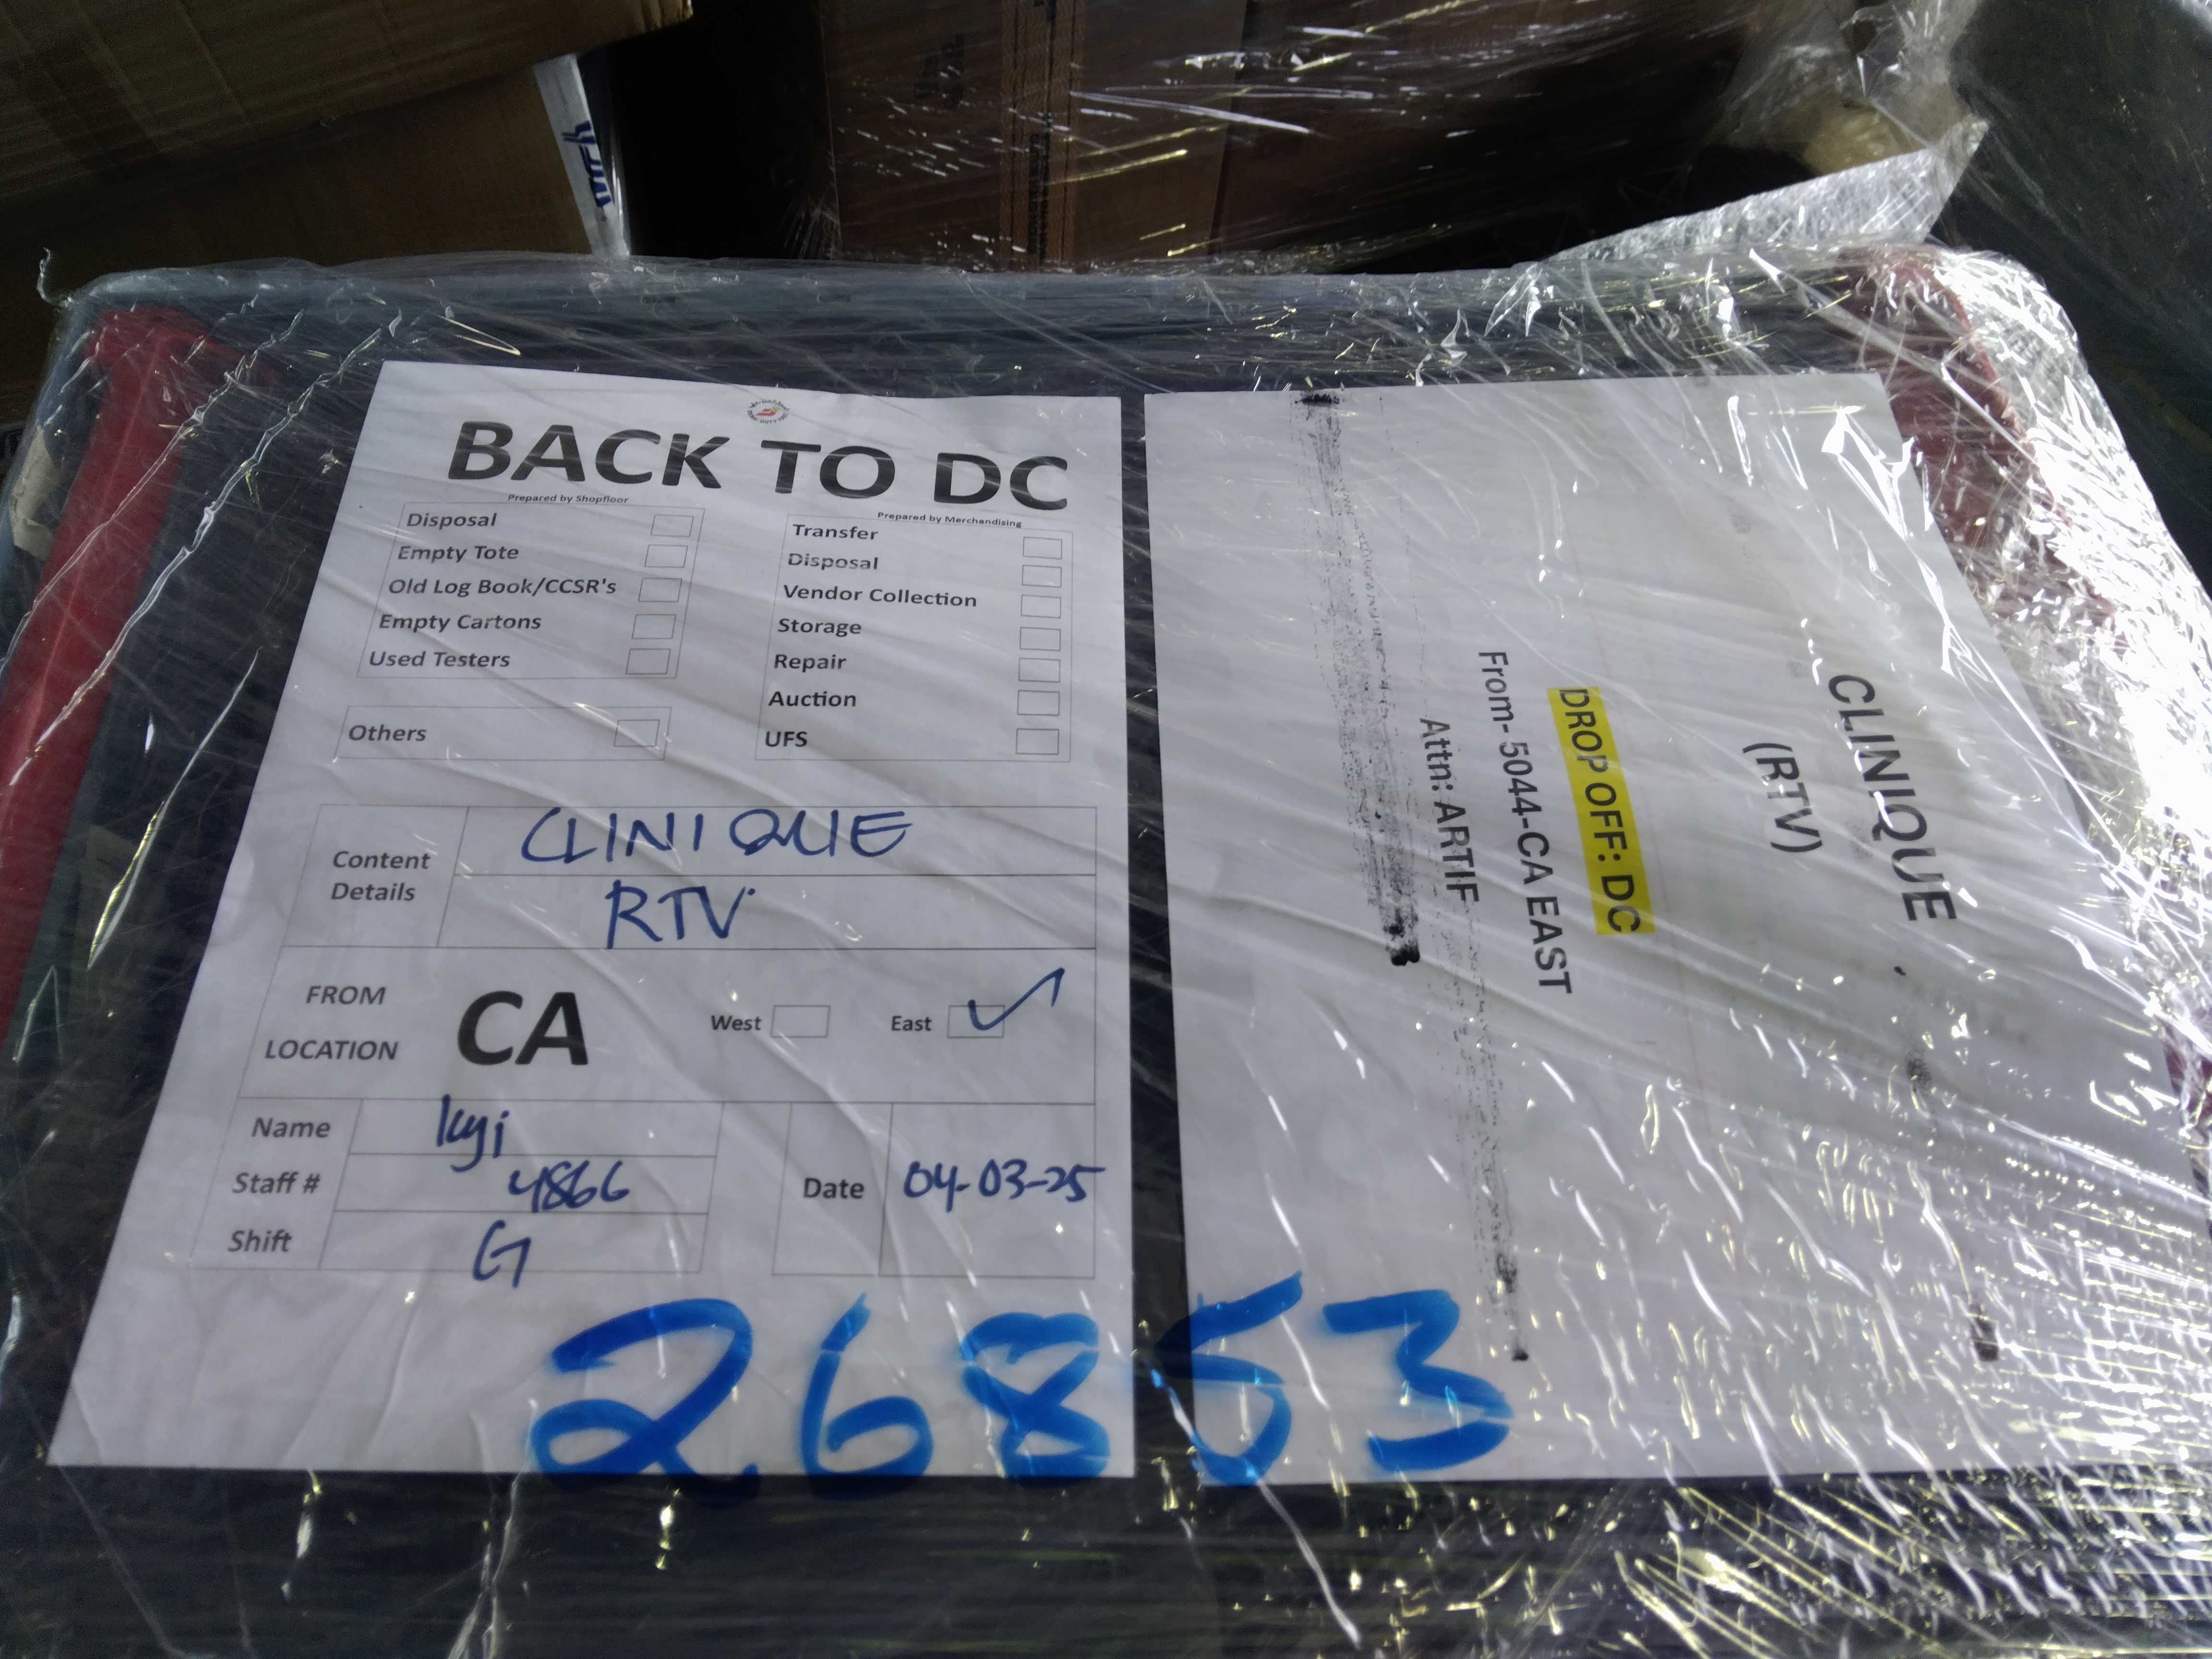 BACK TO DC
Prepared by Shopfloor
Disposal
Empty Tote
Old Log Book/CCSR's
Empty Cartons
Used Testers
Others
Prepared by Merchandising
Transfer
Disposal
Vendor Collection
Storage
Repair
Auction
UFS
Content Details
CLINIQUE
RTV
FROM LOCATION
CA
West
East
Name
kyi
Staff #
4866
Shift
G
Date
04-03-25
26853
CLINIQUE
(RTV)
DROP OFF: DC
From- 5044-CA EAST
Attn: ARTIF